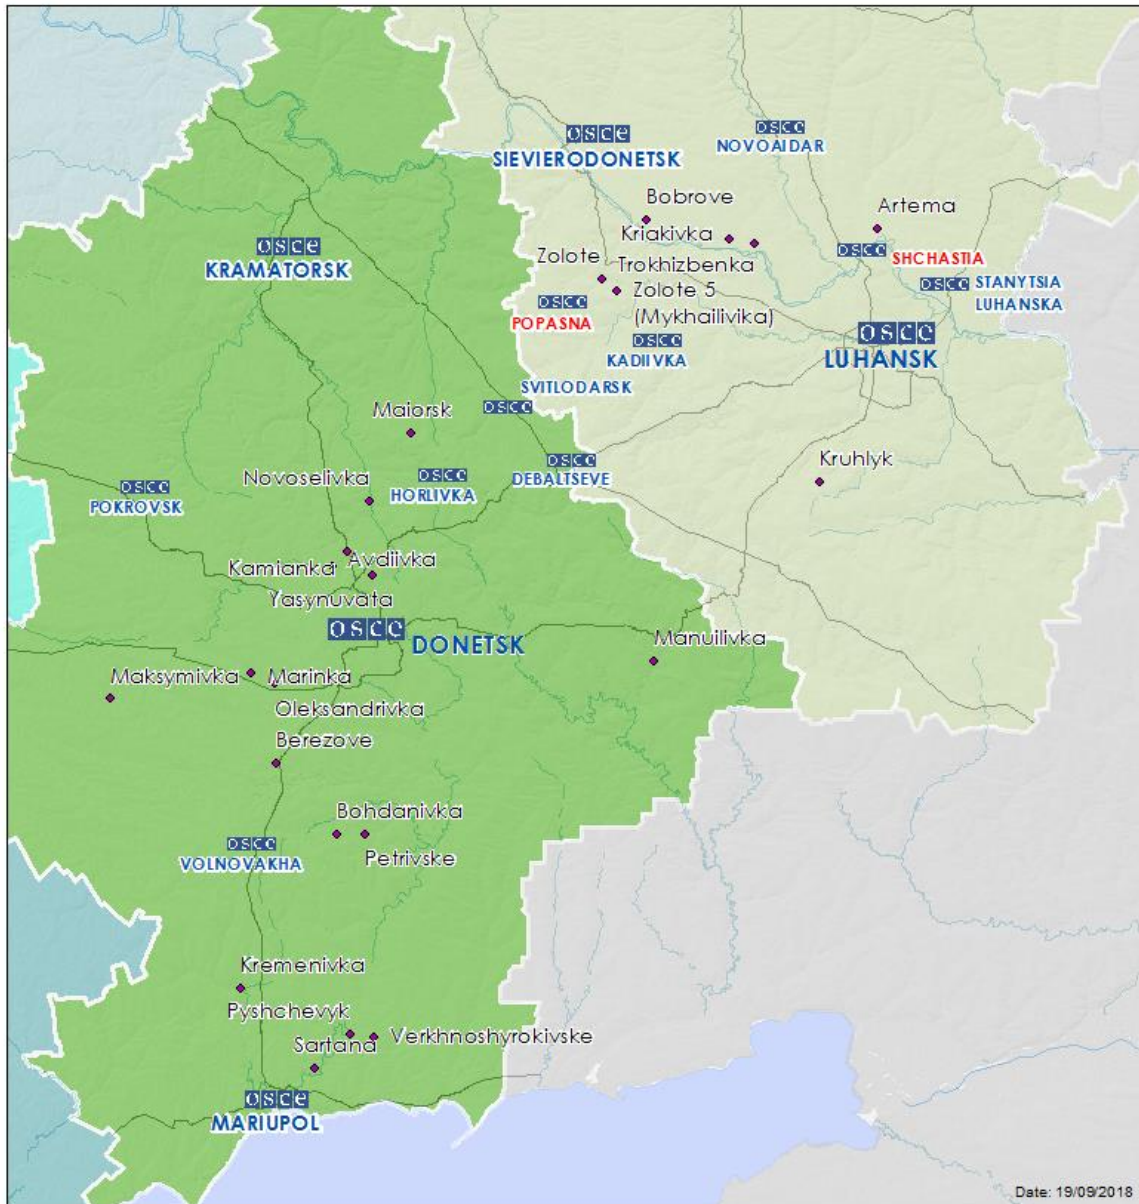 OSCE
SIEVIERODONETSK
OSCE
NOVOAIDAR
Bobrove
Artema
Kriakivka
OSCE
KRAMATORSK
OSCE
SHCHASTIA
Zolote
Trokhizbenka
OSCE
STANYTSIA
LUHANSKA
Zolote 5
(Mykhailivika)
OSCE
POPASNA
OSCE
KADIIVKA
OSCE
LUHANSK
SVITLODARSK
OSCE
Maiorsk
OSCE
DEBALTSEVE
Kruhlyk
Novoselivka
OSCE
HORLIVKA
OSCE
POKROVSK
Avdiivka
Kamianka
Yasynuvata
OSCE
DONETSK
Manuilivka
Maksymivka
Marinka
Oleksandrivka
Berezove
Bohdanivka
OSCE
VOLNOVAKHA
Petrivske
Kremenivka
Pyshchevyk
Verkhnoshyrokivske
Sartana
OSCE
MARIUPOL
Date: 19/09/2018